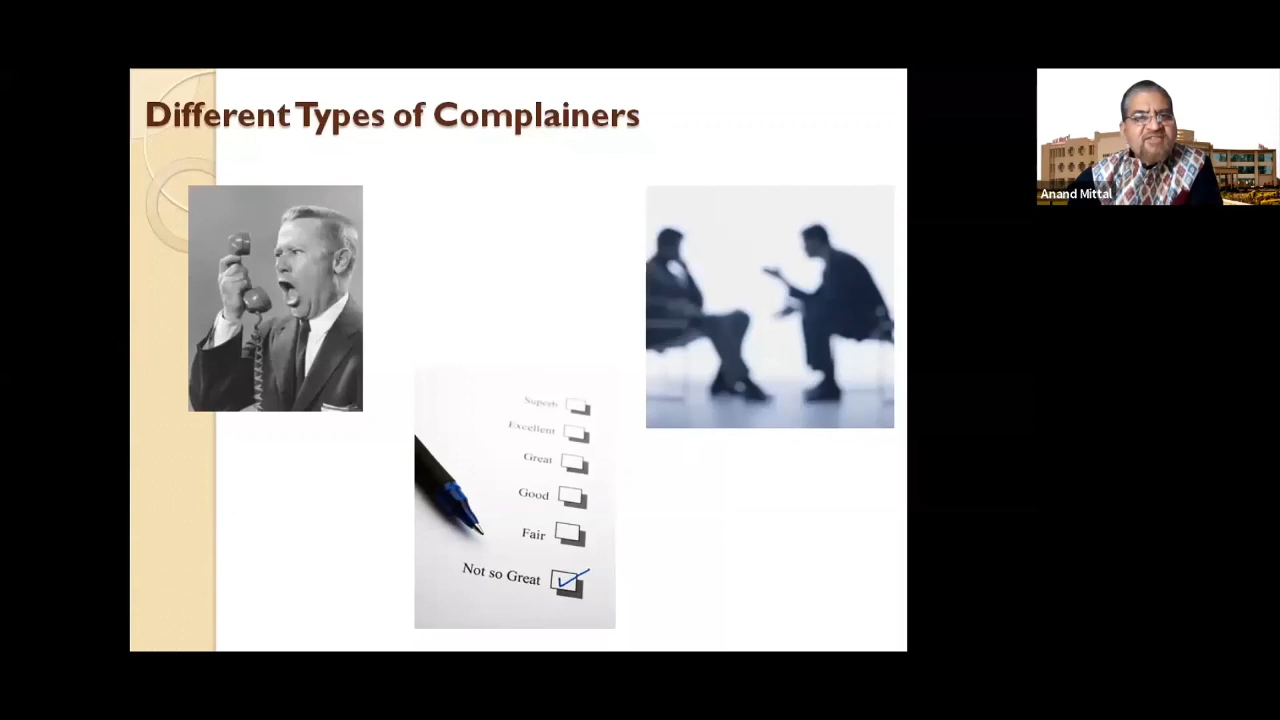 Different Types of Complainers
Anand Mittal
Superb
Excellent
Great
Good
Fair
Not so Great